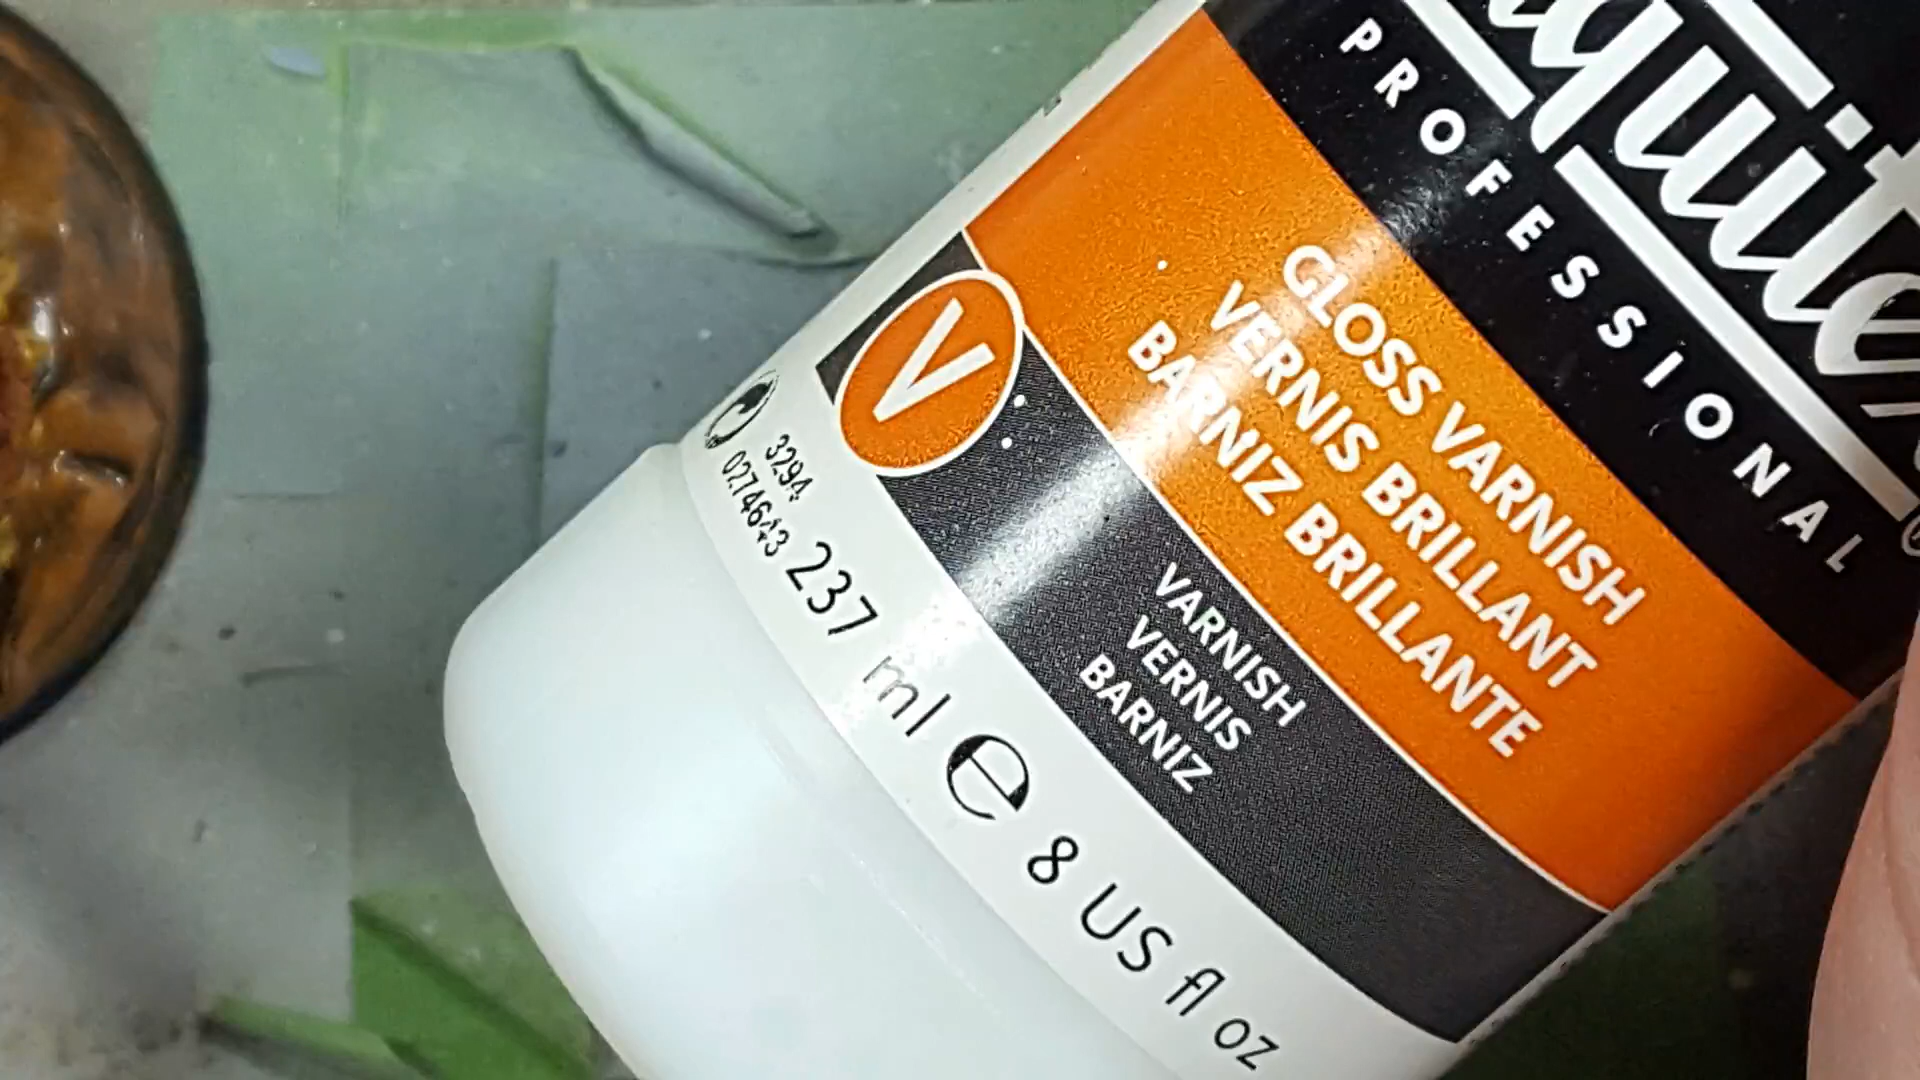 PROFESSIONAL
GLOSS VARNISH
VERNIS BRILLANT
BARNIZ BRILLANTE
V
VARNISH
VERNIS
BARNIZ
3294
0274643
237 ml e 8 US fl oz